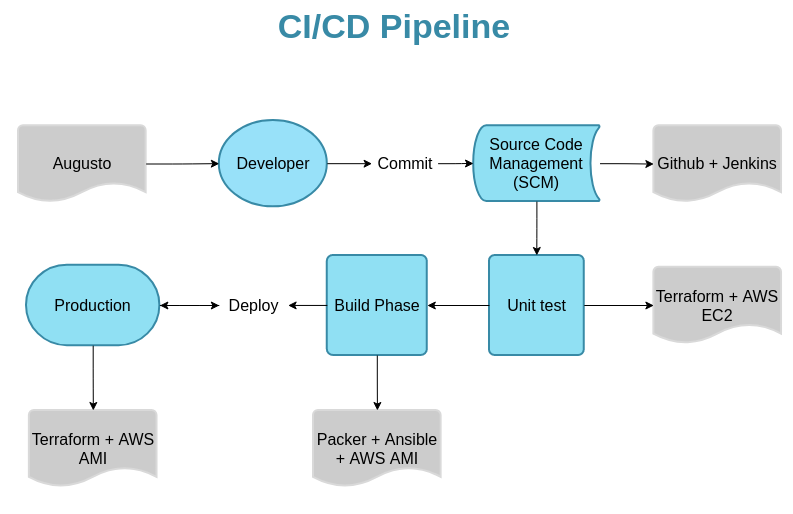 CI/CD Pipeline
Augusto
Developer
Commit
Source Code
Management
(SCM)
Github + Jenkins
Production
Deploy
Build Phase
Unit test
Terraform + AWS
EC2
Terraform + AWS
AMI
Packer + Ansible
+ AWS AMI